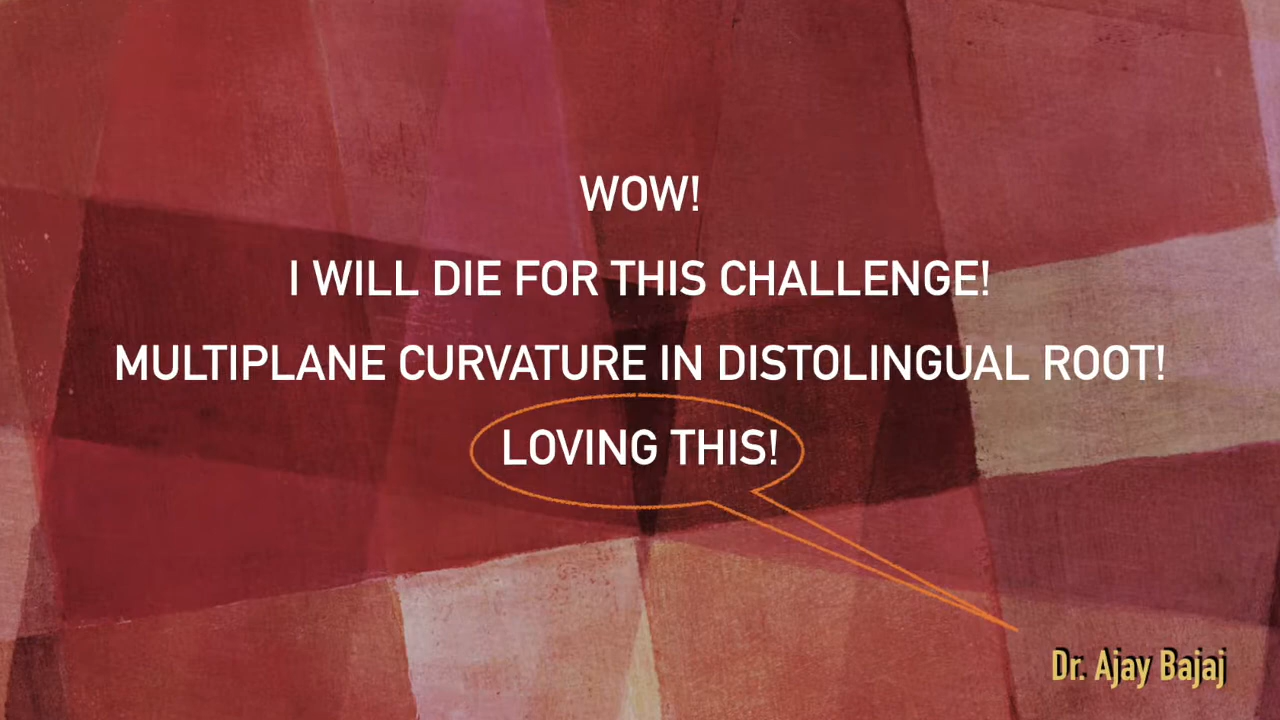 WOW!
I WILL DIE FOR THIS CHALLENGE!
MULTIPLANE CURVATURE IN DISTOLINGUAL ROOT!
LOVING THIS!
Dr. Ajay Bajaj